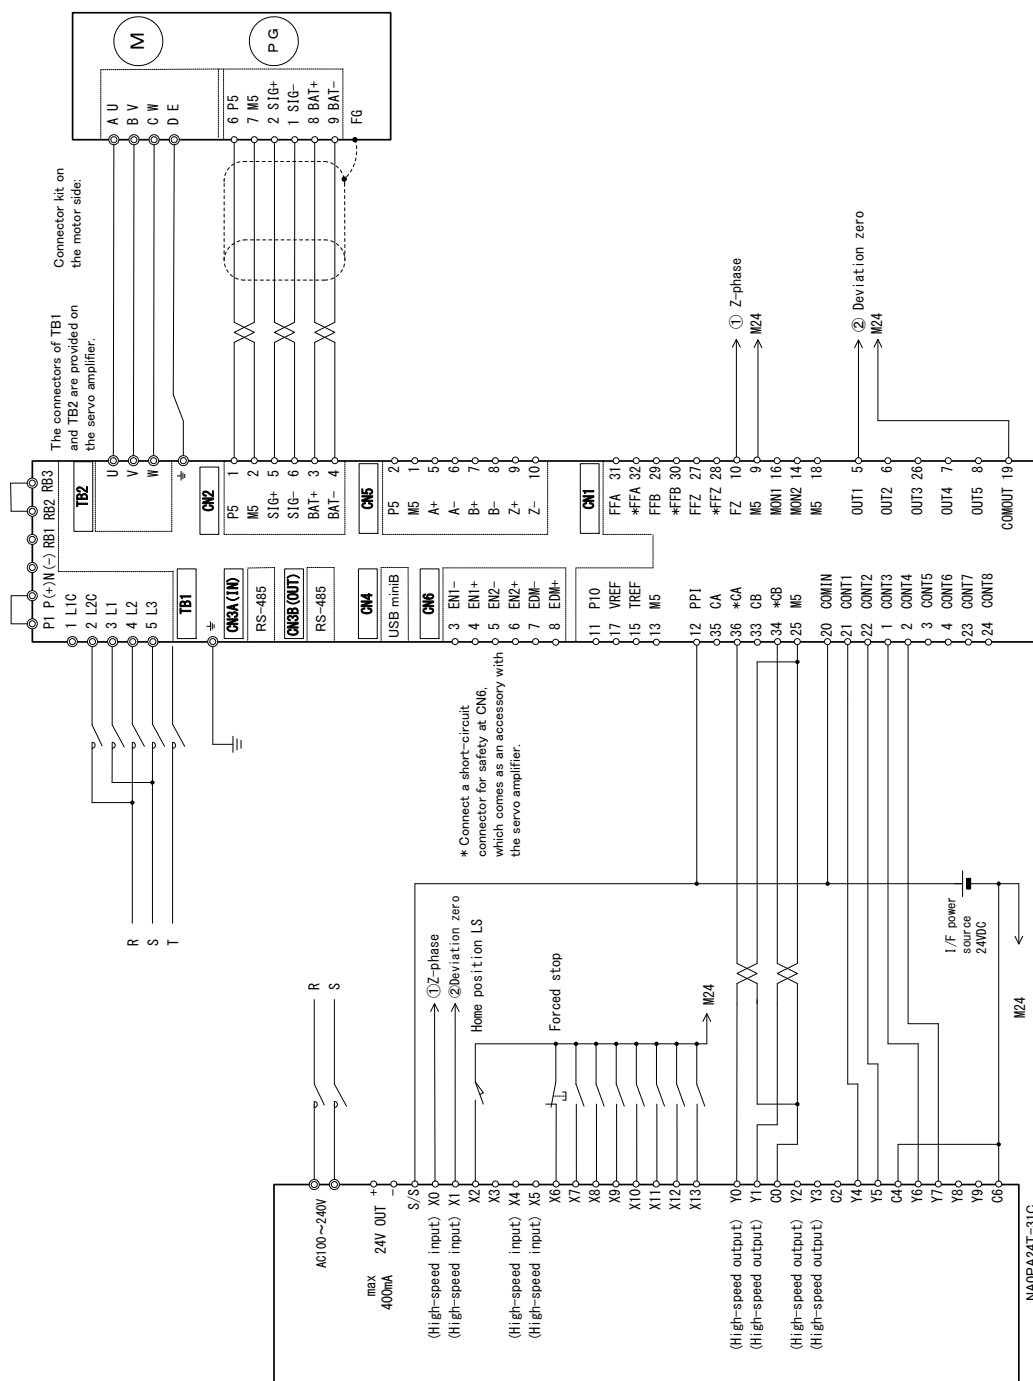 M
PG
A U
B V
C W
D E
6 P5
7 M5
2 SIG+
1 SIG-
8 BAT+
9 BAT-
FG
Connector kit on
the motor side:
The connectors of TB1
and TB2 are provided on
the servo amplifier.
① Z-phase
M24
② Deviation zero
M24
P1 P(+) N(-) RB1 RB2 RB3
TB2
U
V
W
CN2
P5 1
M5 2
SIG+ 5
SIG- 6
BAT+ 3
BAT- 4
CN5
P5 2
M5 1
A+ 5
A- 6
B+ 7
B- 8
Z+ 9
Z- 10
CN1
FFA 31
*FFA 32
FFB 29
*FFB 30
FFZ 27
*FFZ 28
FZ 10
M5 9
MON1 16
MON2 14
M5 18
OUT1 5
OUT2 6
OUT3 26
OUT4 7
OUT5 8
COMOUT 19
1 L1C
2 L2C
3 L1
4 L2
5 L3
TB1
CN3A(IN)
RS-485
CN3B(OUT)
RS-485
CN4
USB miniB
CN6
3 EN1-
4 EN1+
5 EN2-
6 EN2+
7 EDM-
8 EDM+
11 P10
17 VREF
15 TREF
13 M5
12 PPI
35 CA
36 *CA
33 CB
34 *CB
25 M5
20 COMIN
21 CONT1
22 CONT2
1 CONT3
2 CONT4
3 CONT5
4 CONT6
23 CONT7
24 CONT8
* Connect a short-circuit
connector for safety at CN6,
which comes as an accessory with
the servo amplifier.
R
S
T
R
S
①Z-phase
②Deviation zero
Home position LS
Forced stop
M24
I/F power
source
24VDC
M24
AC100~240V
+
24V OUT
-
max
400mA
S/S
(High-speed input) X0
(High-speed input) X1
X2
X3
(High-speed input) X4
(High-speed input) X5
X6
X7
X8
X9
X10
X11
X12
X13
(High-speed output) Y0
(High-speed output) Y1
C0
(High-speed output) Y2
(High-speed output) Y3
C2
Y4
Y5
C4
Y6
Y7
Y8
Y9
C6
NA0PA24T-31C